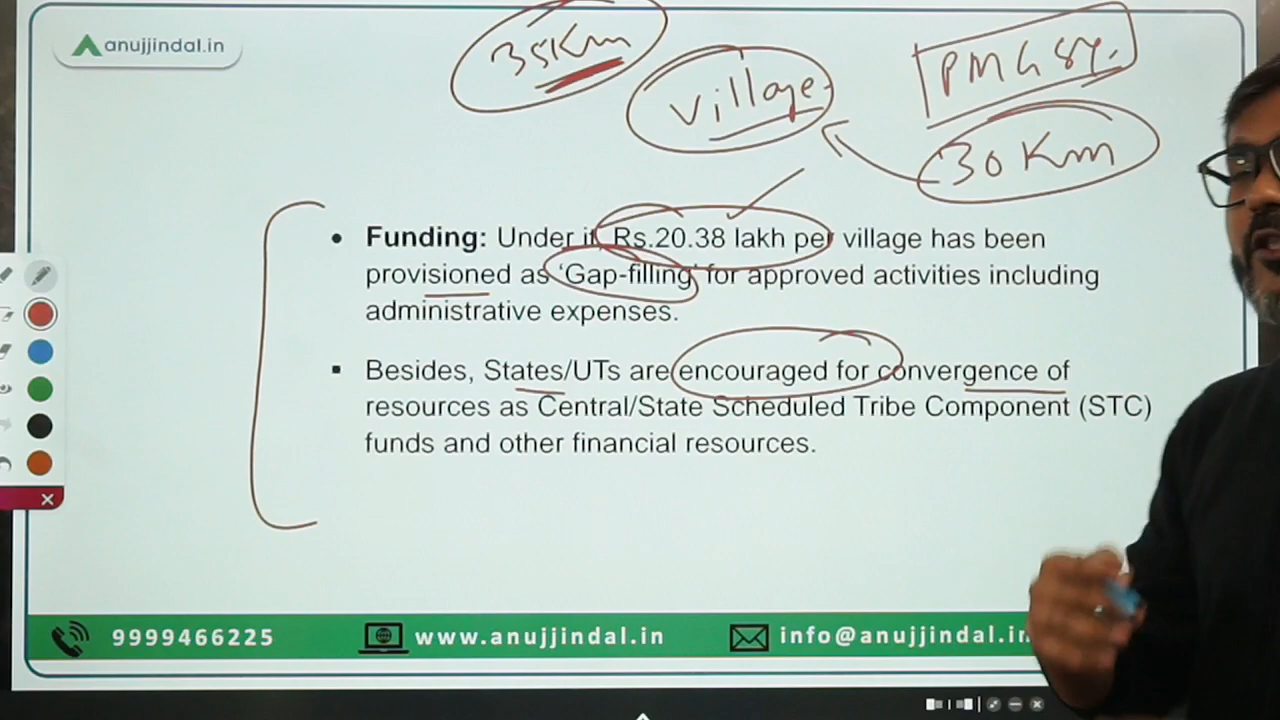 anujjindal.in
35Km
Village
PMGSY.
30 Km
• Funding: Under it, Rs.20.38 lakh per village has been
provisioned as ‘Gap-filling’ for approved activities including
administrative expenses.
▪ Besides, States/UTs are encouraged for convergence of
resources as Central/State Scheduled Tribe Component (STC)
funds and other financial resources.
9999466225
www.anujjindal.in
info@anujjindal.in